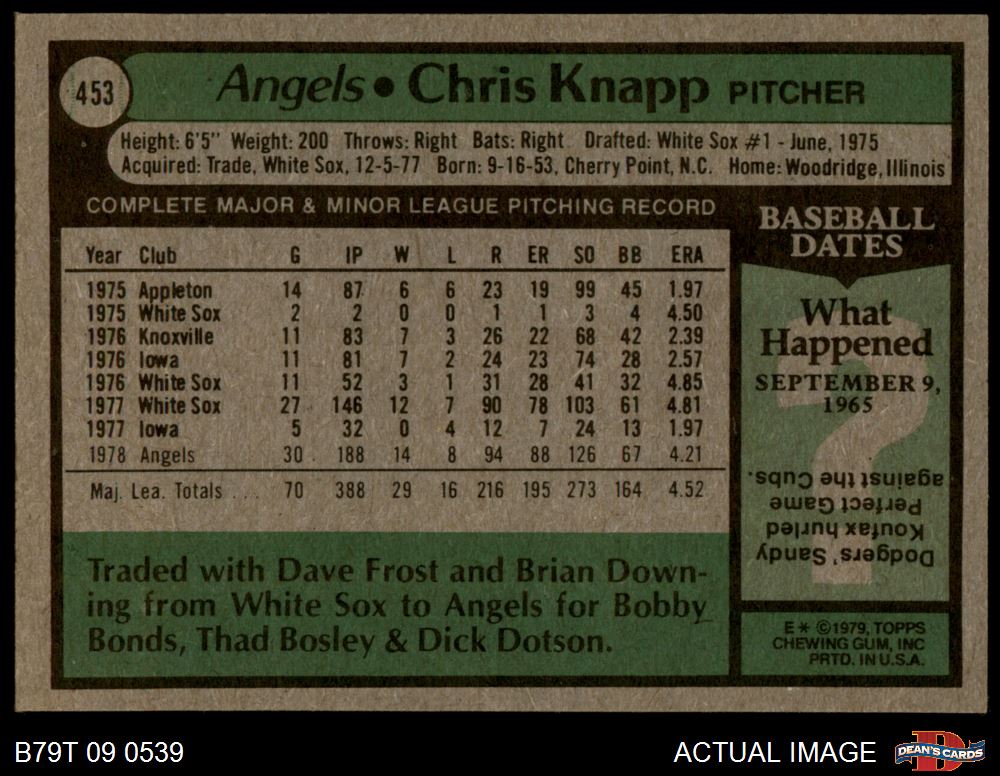 453
Angels • Chris Knapp PITCHER
Height: 6'5" Weight: 200 Throws: Right Bats: Right Drafted: White Sox #1 - June, 1975
Acquired: Trade, White Sox, 12-5-77 Born: 9-16-53, Cherry Point, N.C. Home: Woodridge, Illinois
COMPLETE MAJOR & MINOR LEAGUE PITCHING RECORD
Year Club G IP W L R ER SO BB ERA
1975 Appleton 14 87 6 6 23 19 99 45 1.97
1975 White Sox 2 2 0 0 1 1 3 4 4.50
1976 Knoxville 11 83 7 3 26 22 68 42 2.39
1976 Iowa 11 81 7 2 24 23 74 28 2.57
1976 White Sox 11 52 3 1 31 28 41 32 4.85
1977 White Sox 27 146 12 7 90 78 103 61 4.81
1977 Iowa 5 32 0 4 12 7 24 13 1.97
1978 Angels 30 188 14 8 94 88 126 67 4.21
Maj. Lea. Totals . . . 70 388 29 16 216 195 273 164 4.52
Traded with Dave Frost and Brian Down-
ing from White Sox to Angels for Bobby
Bonds, Thad Bosley & Dick Dotson.
BASEBALL
DATES
What
Happened
SEPTEMBER 9,
1965
Dodgers' Sandy
Koufax hurled
Perfect Game
against the Cubs.
E* ©1979, TOPPS
CHEWING GUM, INC
PRTD. IN U.S.A.
B79T 09 0539
ACTUAL IMAGE
D
DEAN'S CARDS